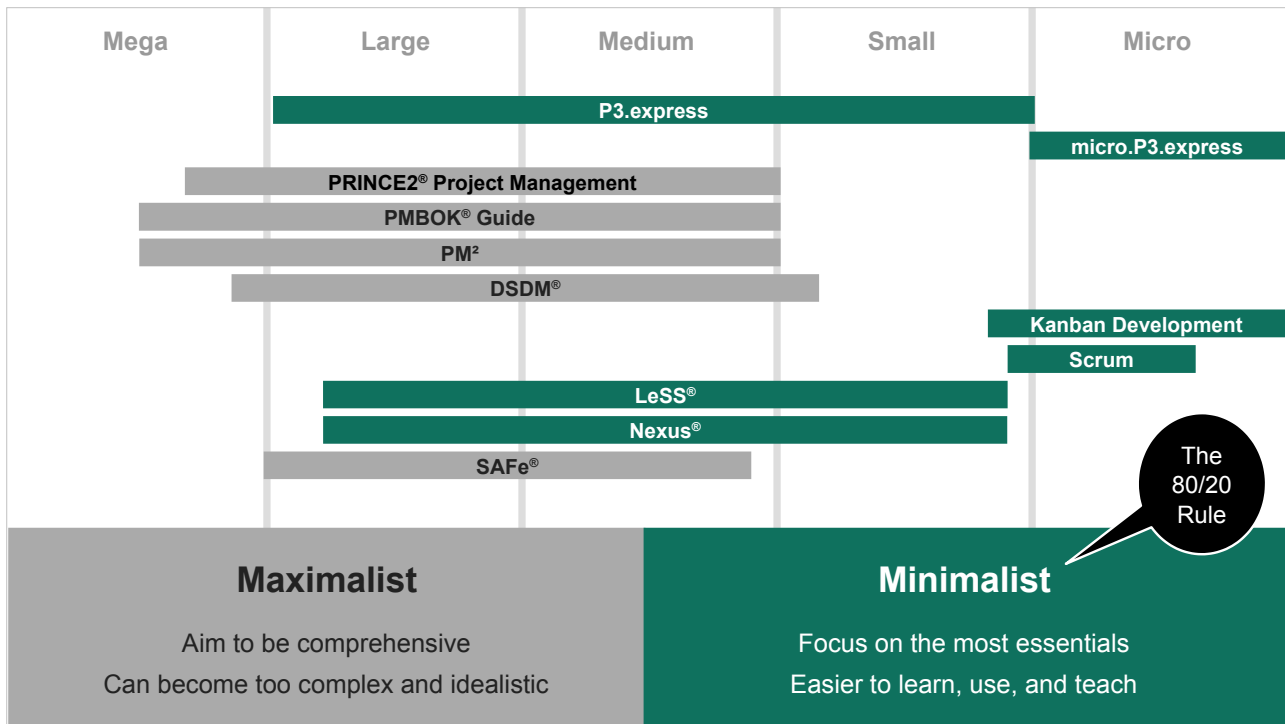 Mega
Large
Medium
Small
Micro
P3.express
micro.P3.express
PRINCE2® Project Management
PMBOK® Guide
PM²
DSDM®
Kanban Development
Scrum
LeSS®
Nexus®
SAFe®
The
80/20
Rule
Maximalist
Aim to be comprehensive
Can become too complex and idealistic
Minimalist
Focus on the most essentials
Easier to learn, use, and teach